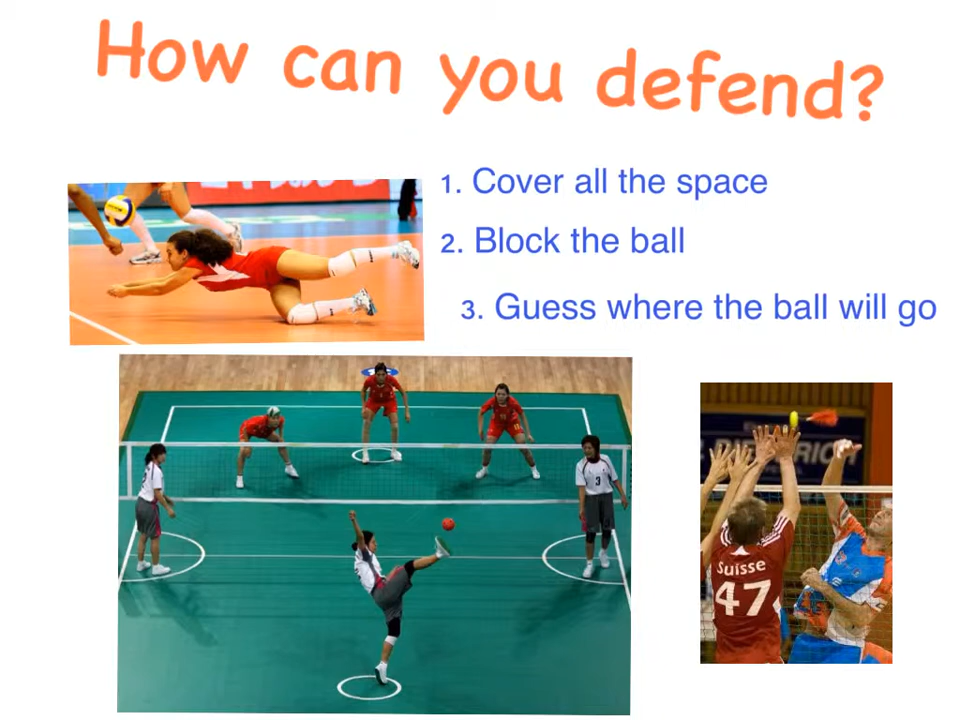 How can you defend?
1. Cover all the space
2. Block the ball
3. Guess where the ball will go
Suisse
47
3